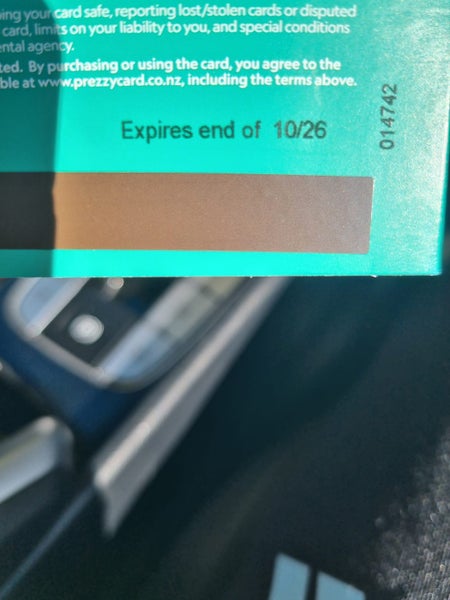 ing your card safe, reporting lost/stolen cards or disputed
card, limits on your liability to you, and special conditions
ental agency.
ted. By purchasing or using the card, you agree to the
ble at www.prezzycard.co.nz, including the terms above.
Expires end of 10/26
014742